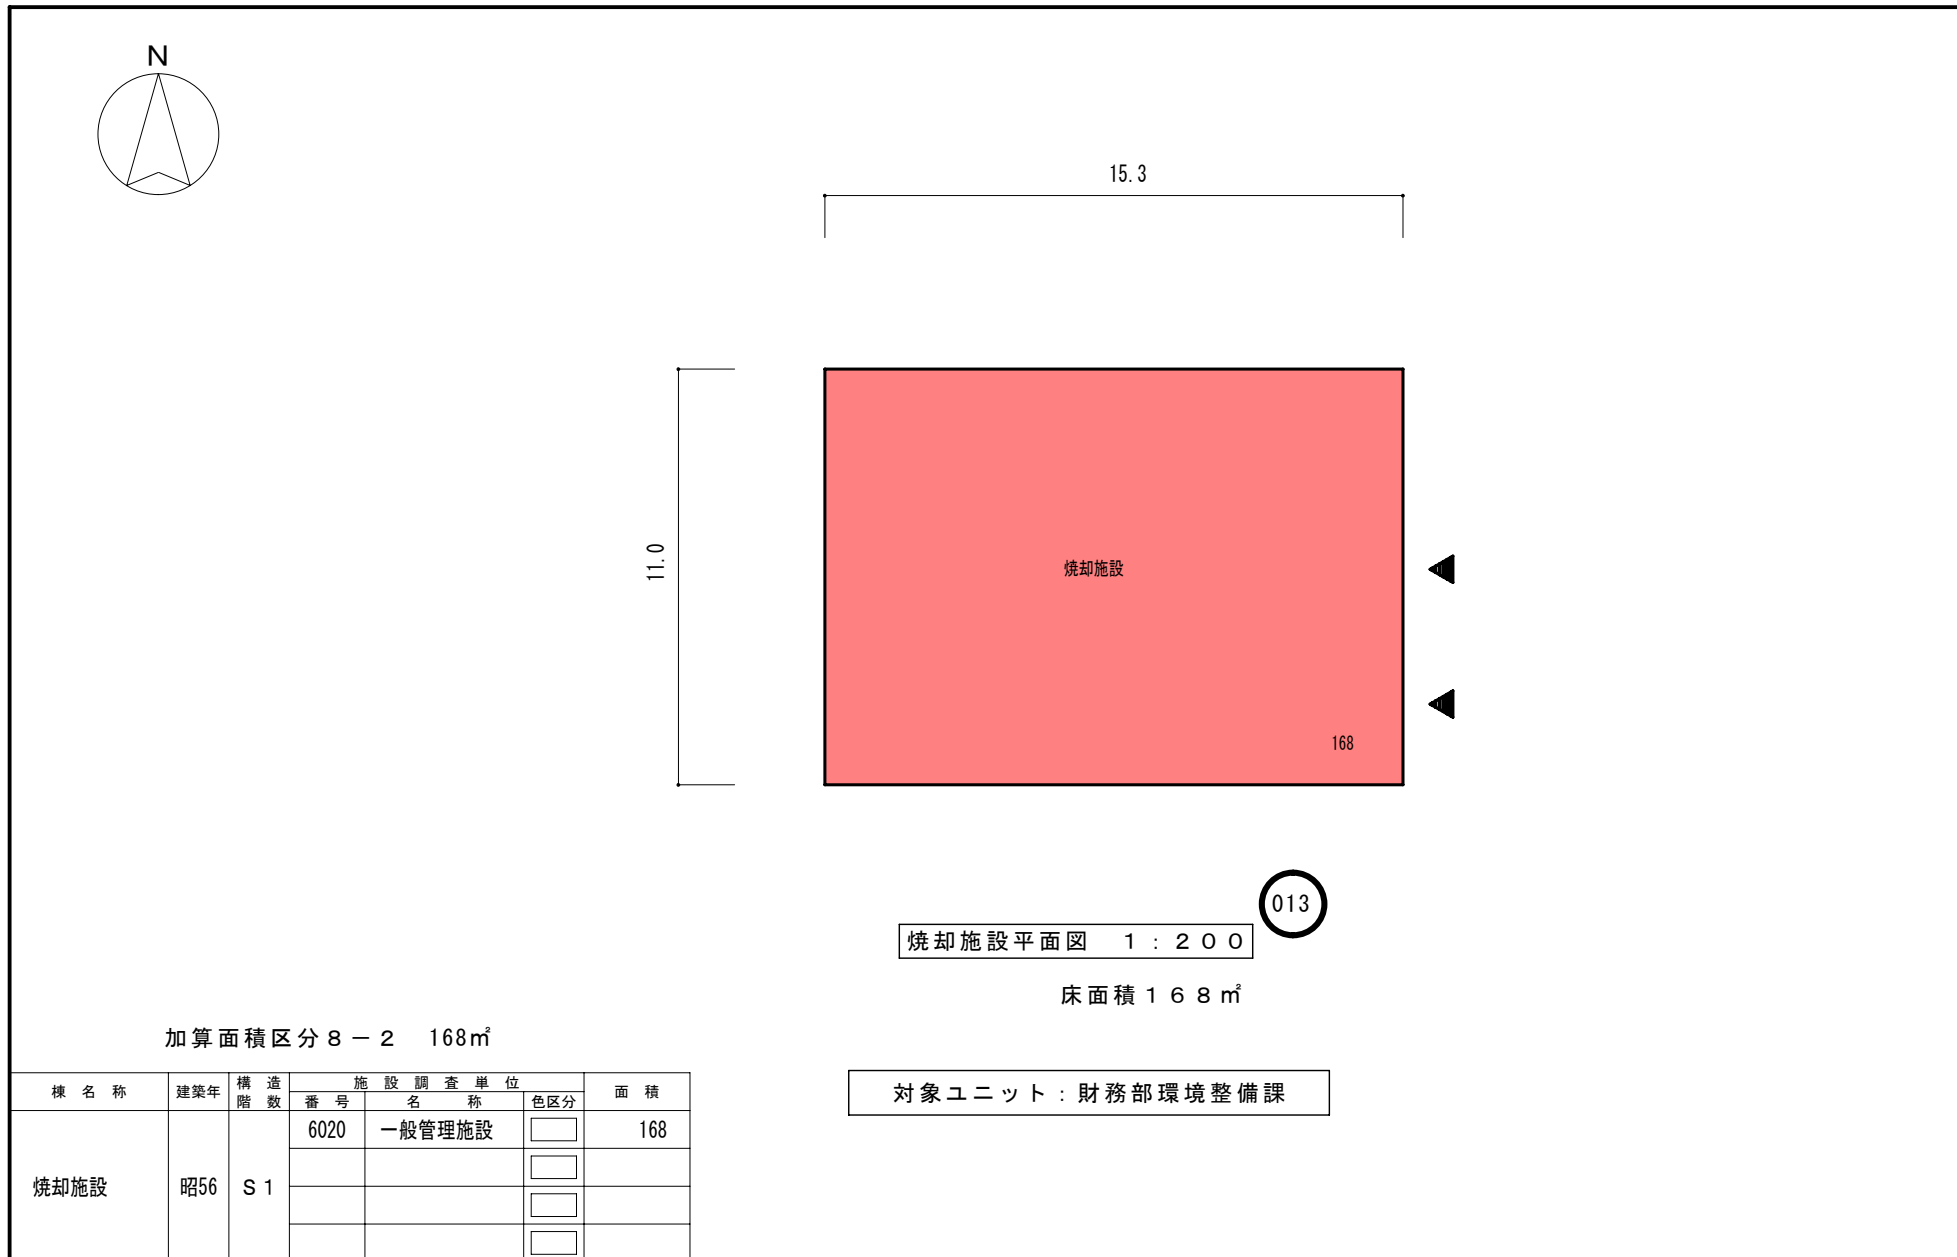 N
15.3
11.0
焼却施設
168
013
焼却施設平面図　１：２００
床面積１６８㎡
加算面積区分８－２　168㎡
対象ユニット：財務部環境整備課
棟　名　称　建築年　構　造　施　設　調　査　単　位　面　積
階　数　番　号　名　称　色区分
6020　一般管理施設　168
焼却施設　昭56　Ｓ１